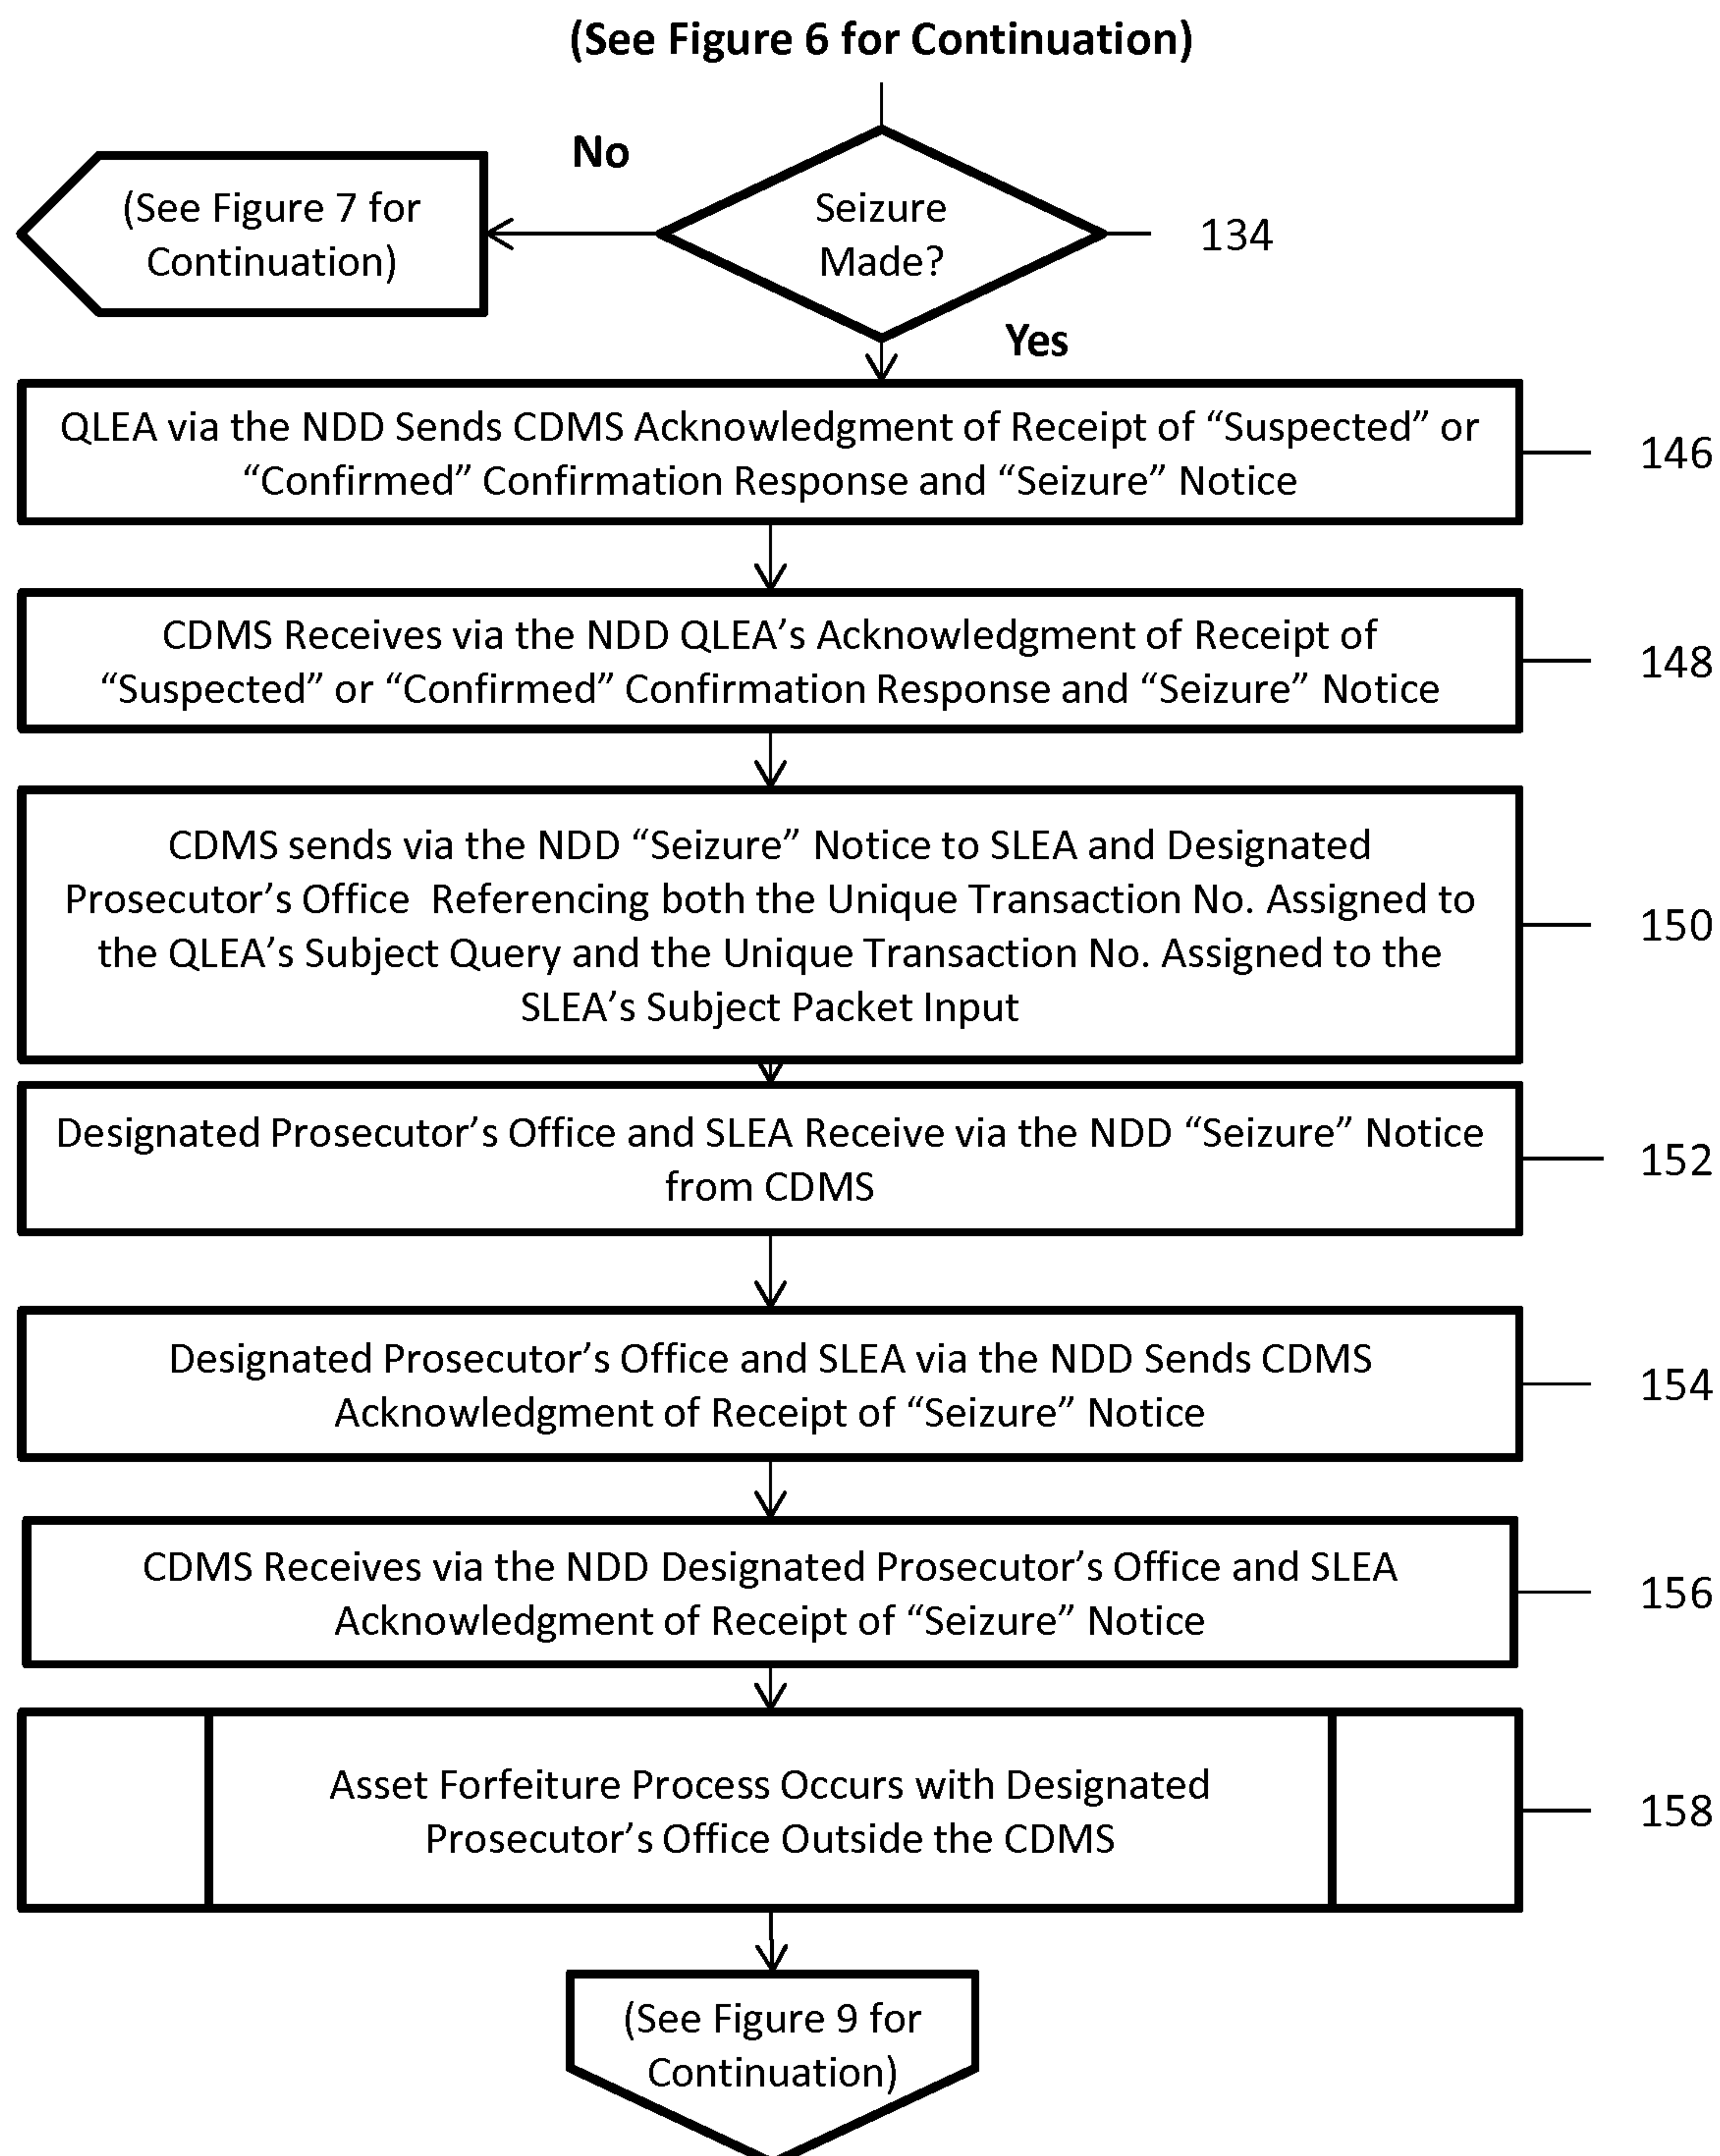 (See Figure 6 for Continuation)
No
(See Figure 7 for
Continuation)
Seizure
Made?
134
Yes
QLEA via the NDD Sends CDMS Acknowledgment of Receipt of “Suspected” or
“Confirmed” Confirmation Response and “Seizure” Notice
146
CDMS Receives via the NDD QLEA’s Acknowledgment of Receipt of
“Suspected” or “Confirmed” Confirmation Response and “Seizure” Notice
148
CDMS sends via the NDD “Seizure” Notice to SLEA and Designated
Prosecutor’s Office Referencing both the Unique Transaction No. Assigned to
the QLEA’s Subject Query and the Unique Transaction No. Assigned to the
SLEA’s Subject Packet Input
150
Designated Prosecutor’s Office and SLEA Receive via the NDD “Seizure” Notice
from CDMS
152
Designated Prosecutor’s Office and SLEA via the NDD Sends CDMS
Acknowledgment of Receipt of “Seizure” Notice
154
CDMS Receives via the NDD Designated Prosecutor’s Office and SLEA
Acknowledgment of Receipt of “Seizure” Notice
156
Asset Forfeiture Process Occurs with Designated
Prosecutor’s Office Outside the CDMS
158
(See Figure 9 for
Continuation)